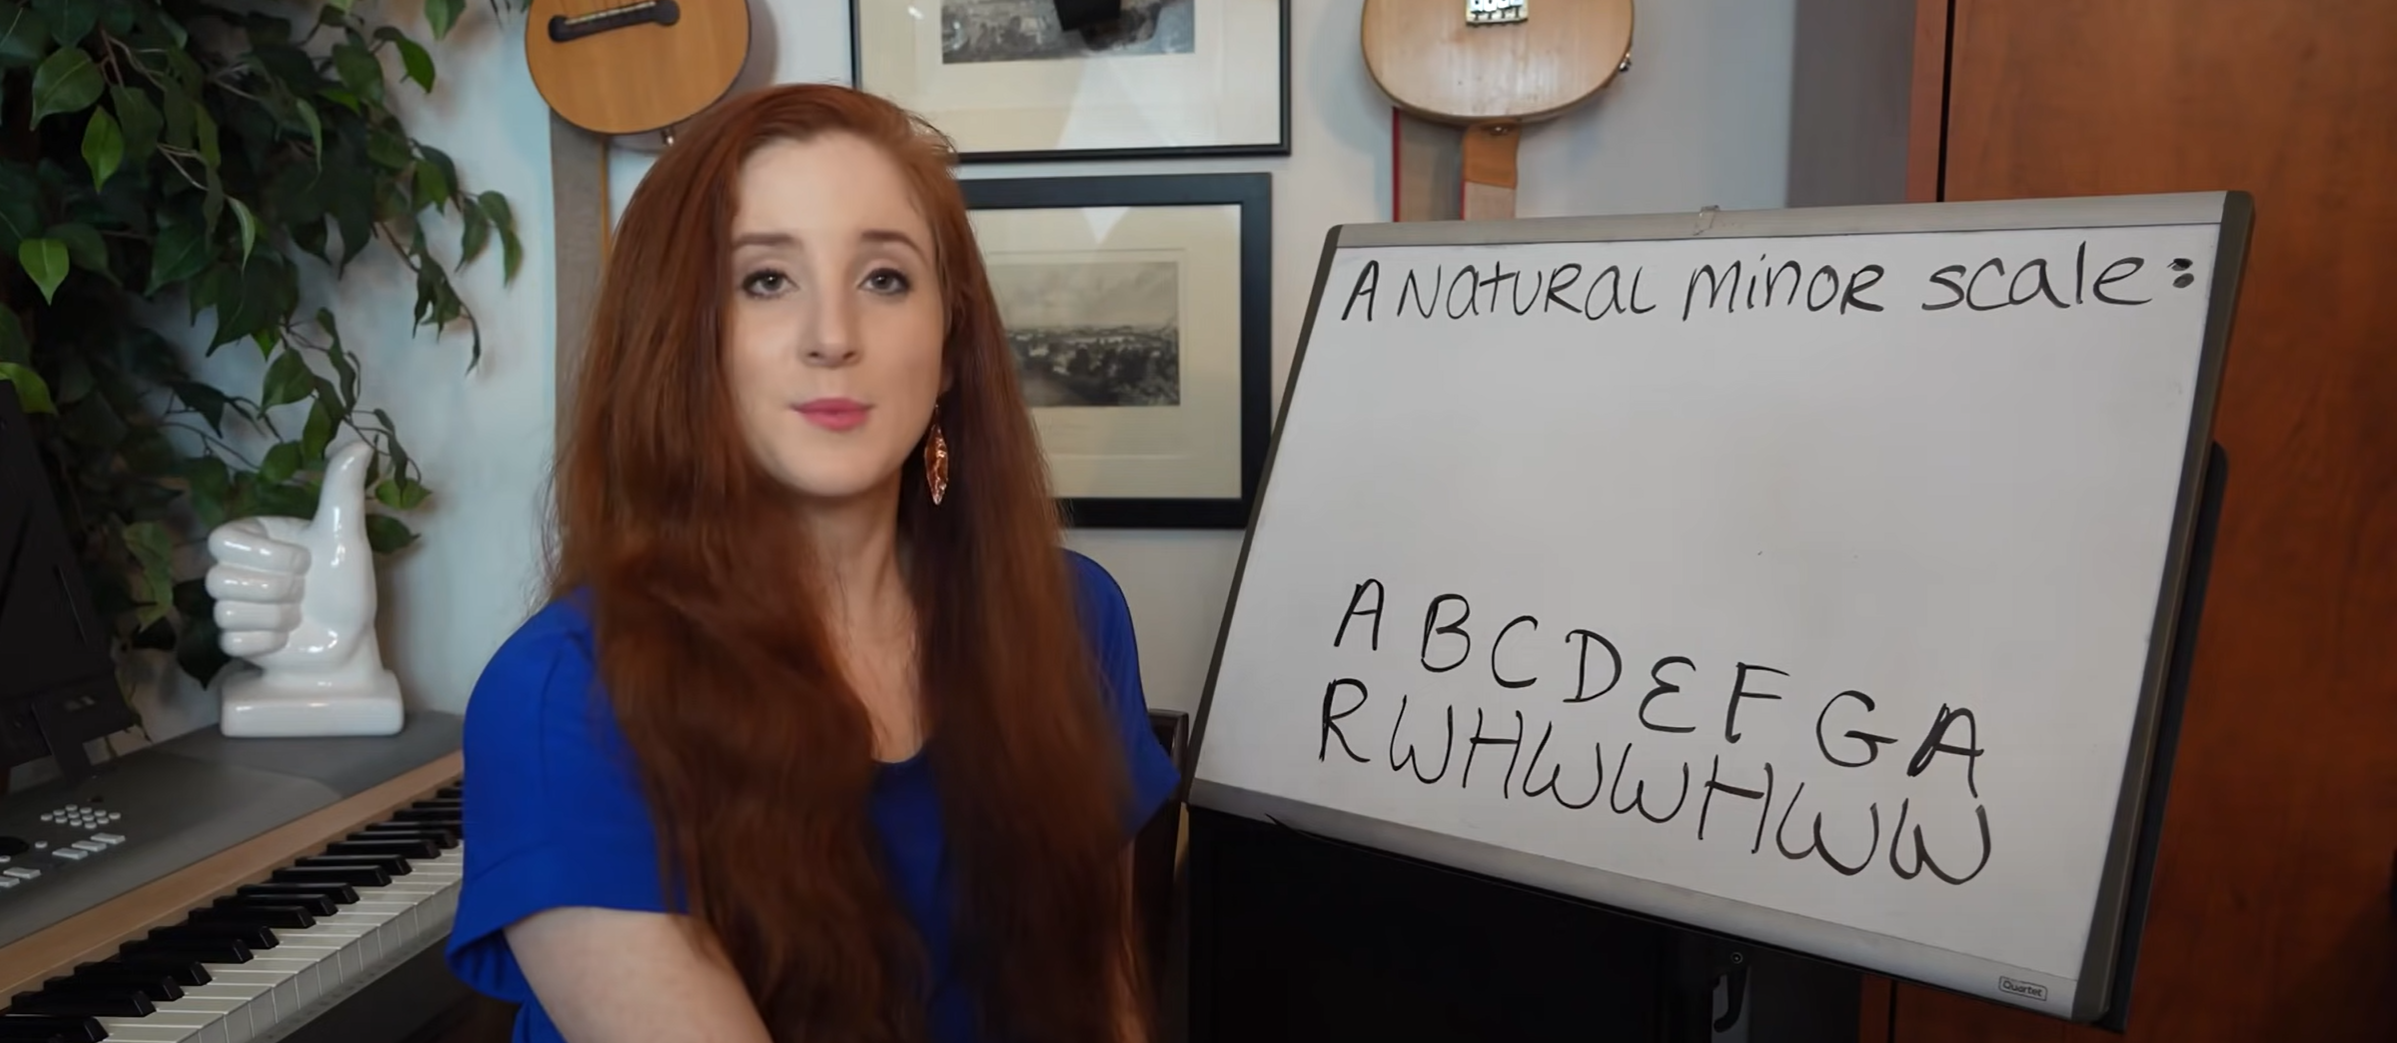 A Natural minor scale:
A B C D E F G A
R W H W W H W W
Quartet